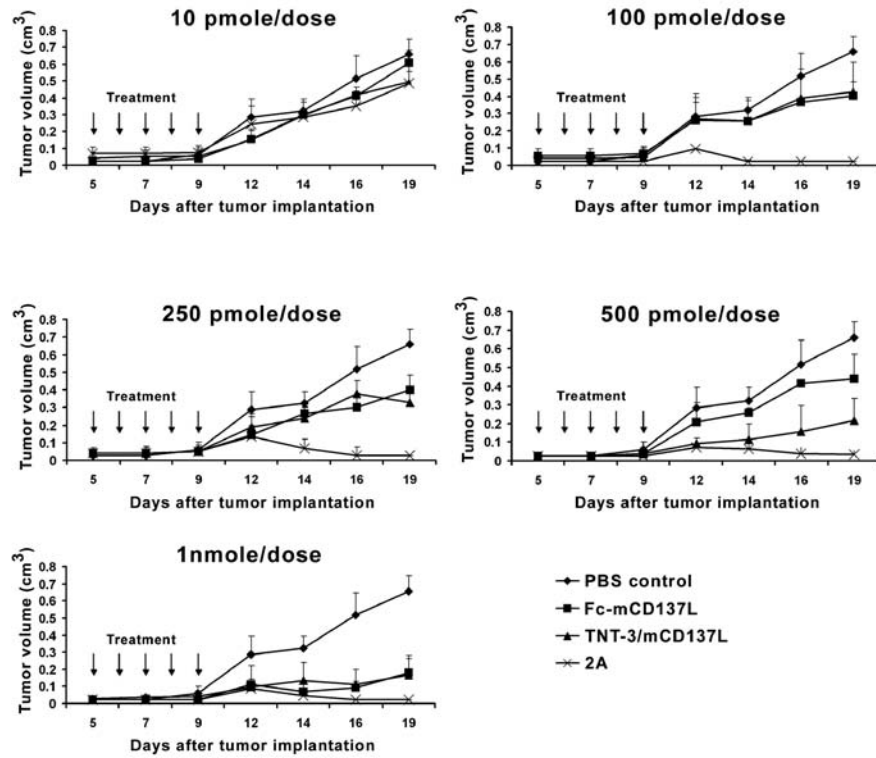 10 pmole/dose
Tumor volume (cm3)
0.8
0.7
0.6
0.5
0.4
0.3
0.2
0.1
0
Treatment
5 7 9 12 14 16 19
Days after tumor implantation
100 pmole/dose
Tumor volume (cm3)
0.8
0.7
0.6
0.5
0.4
0.3
0.2
0.1
0
Treatment
5 7 9 12 14 16 19
Days after tumor implantation
250 pmole/dose
Tumor volume (cm3)
0.8
0.7
0.6
0.5
0.4
0.3
0.2
0.1
0
Treatment
5 7 9 12 14 16 19
Days after tumor implantation
500 pmole/dose
Tumor volume (cm3)
0.8
0.7
0.6
0.5
0.4
0.3
0.2
0.1
0
Treatment
5 7 9 12 14 16 19
Days after tumor implantation
1nmole/dose
Tumor volume (cm3)
0.8
0.7
0.6
0.5
0.4
0.3
0.2
0.1
0
Treatment
5 7 9 12 14 16 19
Days after tumor implantation
PBS control
Fc-mCD137L
TNT-3/mCD137L
2A